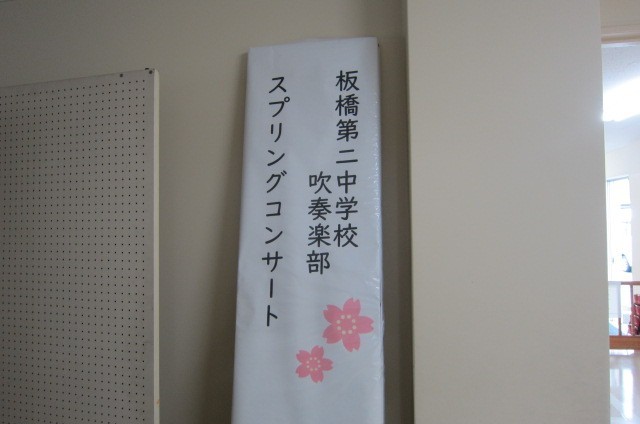 板橋第二中学校
吹奏楽部
スプリングコンサート